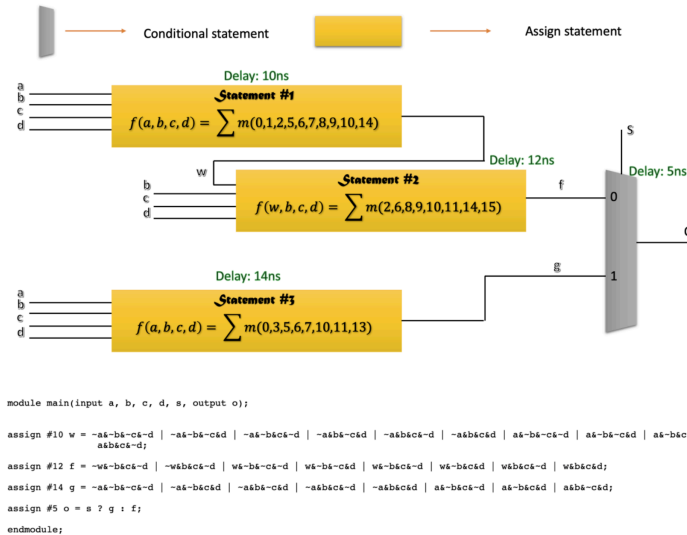 Conditional statement
Assign statement
Delay: 10ns
a
b
c
d
Statement #1
f(a,b,c,d) = ∑ m(0,1,2,5,6,7,8,9,10,14)
S
w
Delay: 12ns
Delay: 5ns
b
c
d
Statement #2
f(w,b,c,d) = ∑ m(2,6,8,9,10,11,14,15)
f
0
g
1
Delay: 14ns
a
b
c
d
Statement #3
f(a,b,c,d) = ∑ m(0,3,5,6,7,10,11,13)
module main(input a, b, c, d, s, output o);
assign #10 w = ~a&~b&~c&~d | ~a&~b&~c&d | ~a&~b&c&~d | ~a&b&~c&d | ~a&b&c&~d | ~a&b&c&d | a&~b&~c&~d | a&~b&~c&d | a&~b&c
a&b&c&~d;
assign #12 f = ~w&~b&c&~d | ~w&b&c&~d | w&~b&~c&~d | w&~b&~c&d | w&~b&c&~d | w&~b&c&d | w&b&c&~d | w&b&c&d;
assign #14 g = ~a&~b&~c&~d | ~a&~b&c&d | ~a&b&~c&d | ~a&b&c&~d | ~a&b&c&d | a&~b&c&~d | a&~b&c&d | a&b&~c&d;
assign #5 o = s ? g : f;
endmodule;